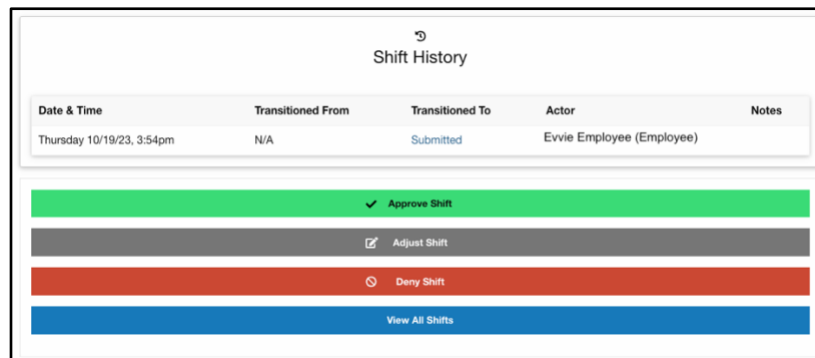 Shift History
Date & Time Transitioned From Transitioned To Actor Notes
Thursday 10/19/23, 3:54pm N/A Submitted Evvie Employee (Employee)
Approve Shift
Adjust Shift
Deny Shift
View All Shifts